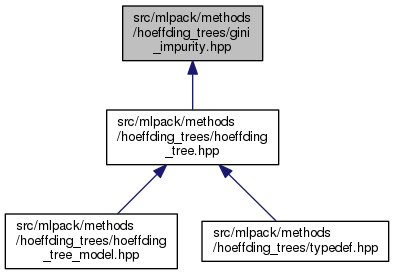 src/mlpack/methods
/hoeffding_trees/gini
_impurity.hpp
src/mlpack/methods
/hoeffding_trees/hoeffding
_tree.hpp
src/mlpack/methods
/hoeffding_trees/hoeffding
_tree_model.hpp
src/mlpack/methods
/hoeffding_trees/typedef.hpp